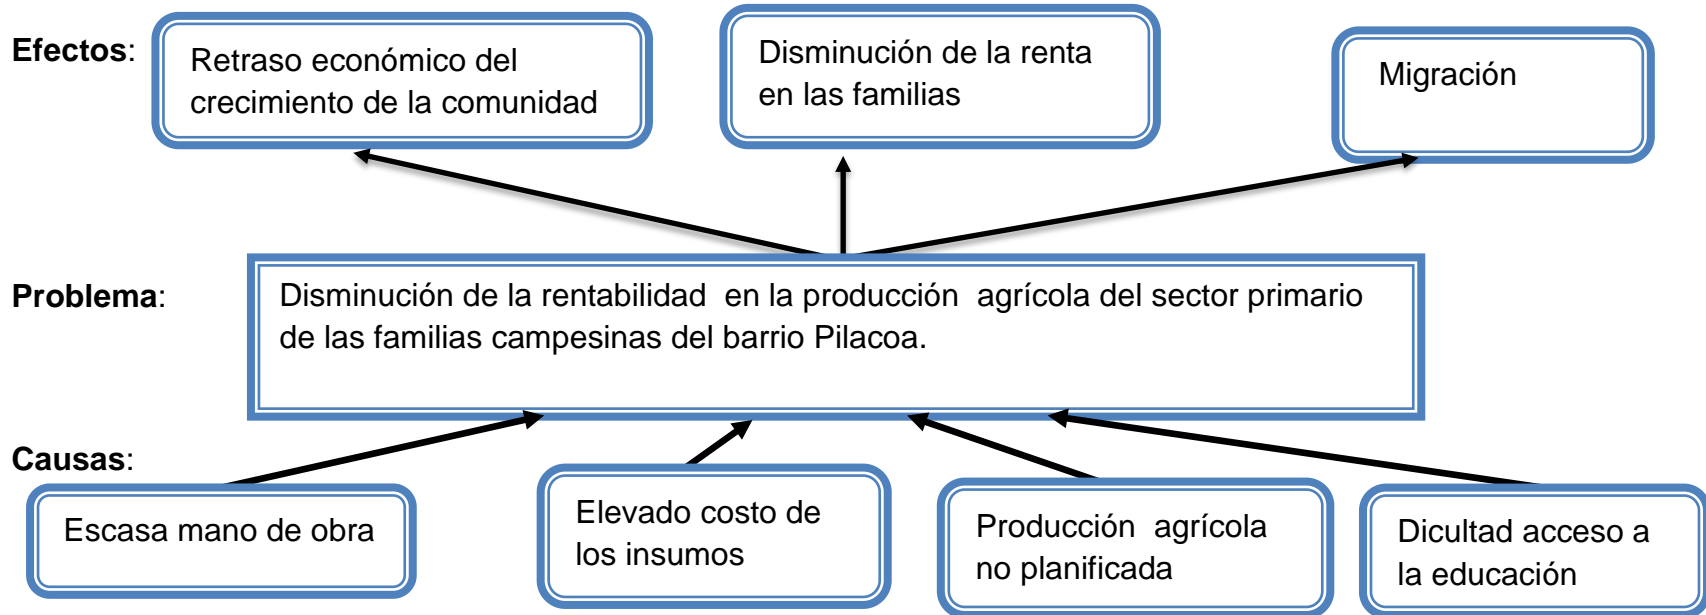 Efectos:
Retraso económico del
crecimiento de la comunidad
Disminución de la renta
en las familias
Migración
Problema:
Disminución de la rentabilidad en la producción agrícola del sector primario
de las familias campesinas del barrio Pilacoa.
Causas:
Escasa mano de obra
Elevado costo de
los insumos
Producción agrícola
no planificada
Dicultad acceso a
la educación